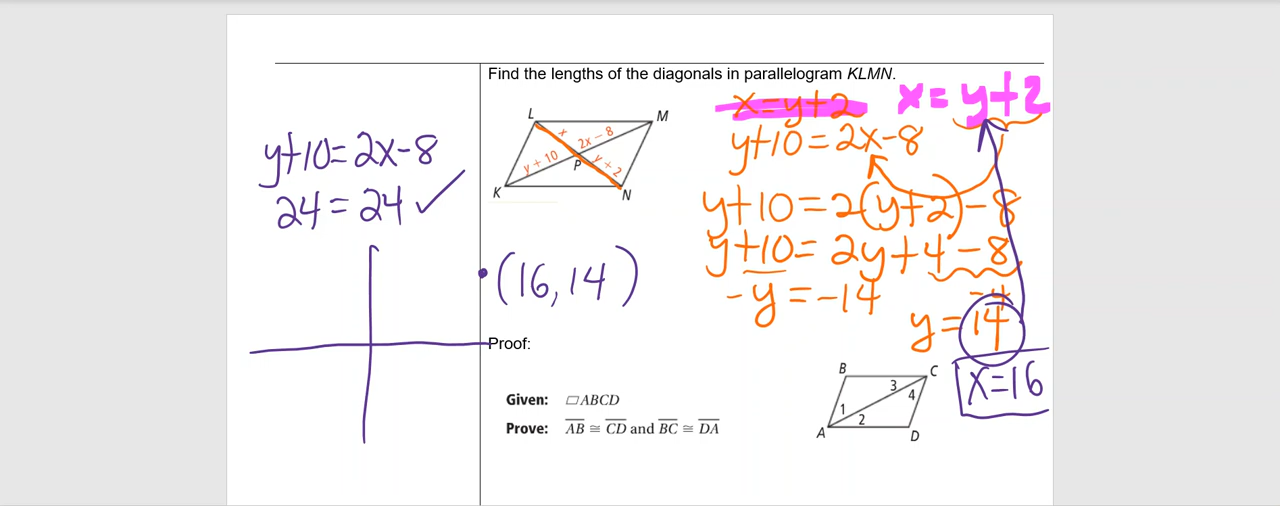 Find the lengths of the diagonals in parallelogram KLMN.
x=y+2
x=y+2
y+10=2x-8
24=24✓
L
M
x
2x-8
y+10
P
y+2
K
N
y+10=2x-8
y+10=2(y+2)-8
y+10=2y+4-8
-4
-y=-14
y=14
x=16
(16,14)
Proof:
Given: ▱ABCD
Prove: AB ≅ CD and BC ≅ DA
B
C
3
4
1
2
A
D